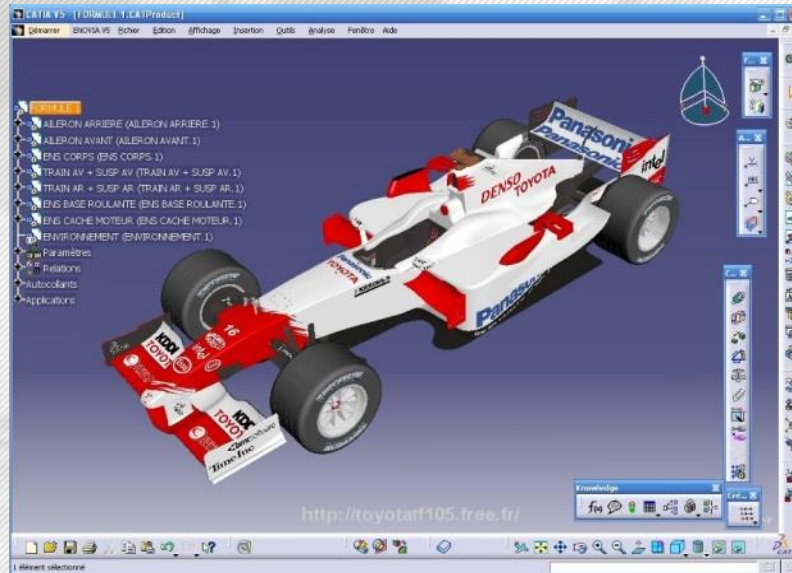 CATIA V5 - [FORMULE 1.CATProduct]
Démarrer ENOVIA V5 Fichier Edition Affichage Insertion Outils Analyse Fenêtre Aide
FORMULE 1
AILERON ARRIERE (AILERON ARRIERE.1)
AILERON AVANT (AILERON AVANT.1)
ENS CORPS (ENS CORPS.1)
TRAIN AV + SUSP AV (TRAIN AV + SUSP AV.1)
TRAIN AR + SUSP AR (TRAIN AR + SUSP AR.1)
ENS BASE ROULANTE (ENS BASE ROULANTE.1)
ENS CACHE MOTEUR (ENS CACHE MOTEUR.1)
ENVIRONNEMENT (ENVIRONNEMENT.1)
Paramètres
Relations
Autocollants
Applications
Panasonic
Panasonic
intel
DENSO
TOYOTA
Panasonic
TOYOTA
Panasonic
16
intel
KDDI
TOYOTA
KDDI
TOYOTA
Time Inc
F...
A...
C...
Knowledge
Cré...
f(x)
http://toyotatf105.free.fr/
1 élément sélectionné